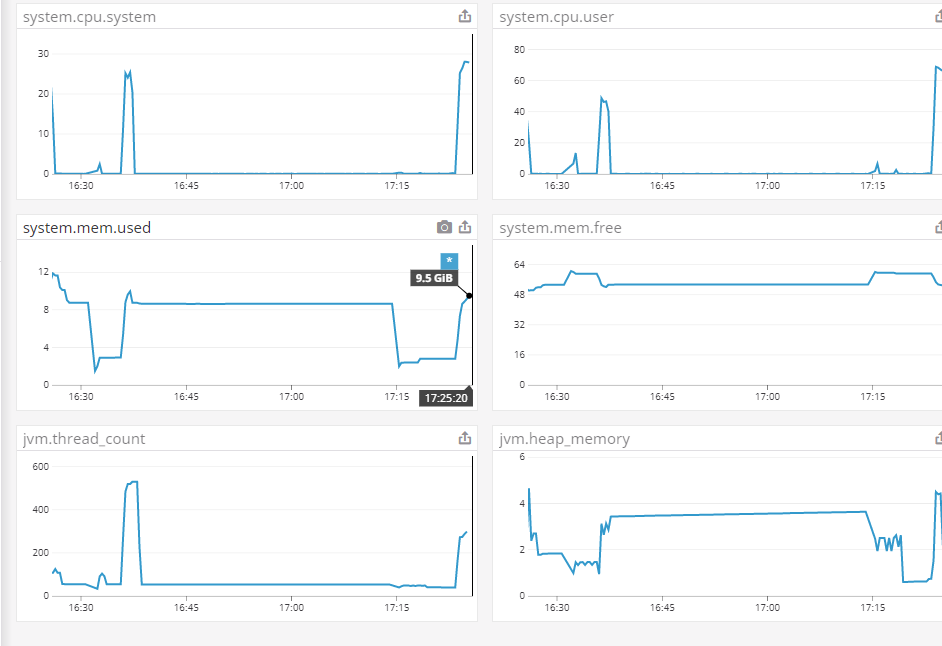 system.cpu.system
30
20
10
0
16:30 16:45 17:00 17:15
system.cpu.user
80
60
40
20
0
16:30 16:45 17:00 17:15
system.mem.used
*
9.5 GiB
12
8
4
0
16:30 16:45 17:00 17:15 17:25:20
system.mem.free
64
48
32
16
0
16:30 16:45 17:00 17:15
jvm.thread_count
600
400
200
0
16:30 16:45 17:00 17:15
jvm.heap_memory
6
4
2
0
16:30 16:45 17:00 17:15